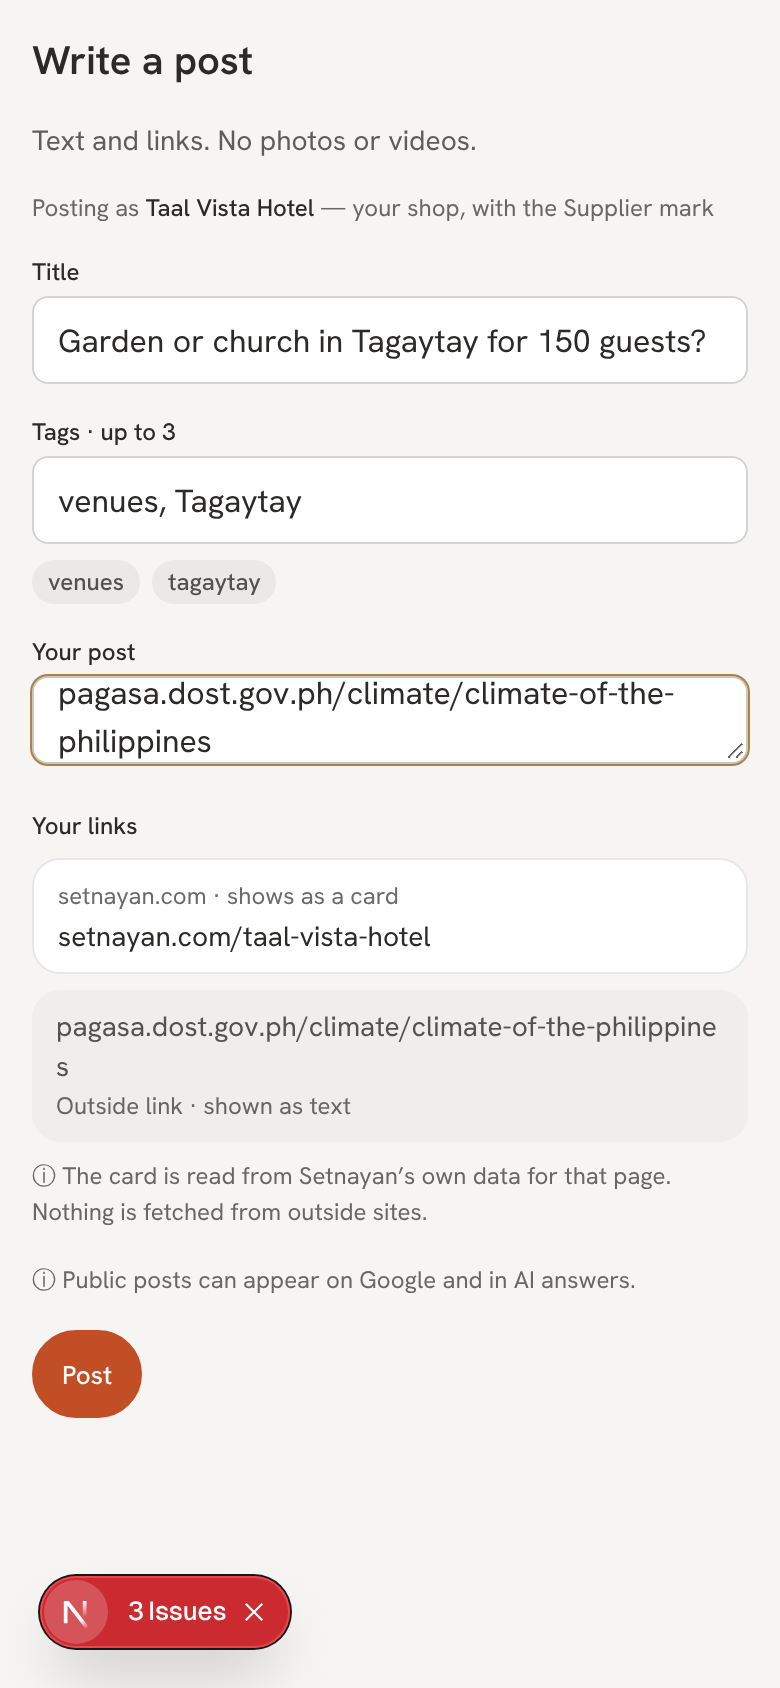 Write a post
Text and links. No photos or videos.
Posting as Taal Vista Hotel — your shop, with the Supplier mark
Title
Garden or church in Tagaytay for 150 guests?
Tags · up to 3
venues, Tagaytay
venues tagaytay
Your post
pagasa.dost.gov.ph/climate/climate-of-the-
philippines
Your links
setnayan.com · shows as a card
setnayan.com/taal-vista-hotel
pagasa.dost.gov.ph/climate/climate-of-the-philippine
s
Outside link · shown as text
ⓘ The card is read from Setnayan’s own data for that page.
Nothing is fetched from outside sites.
ⓘ Public posts can appear on Google and in AI answers.
Post
N 3 Issues